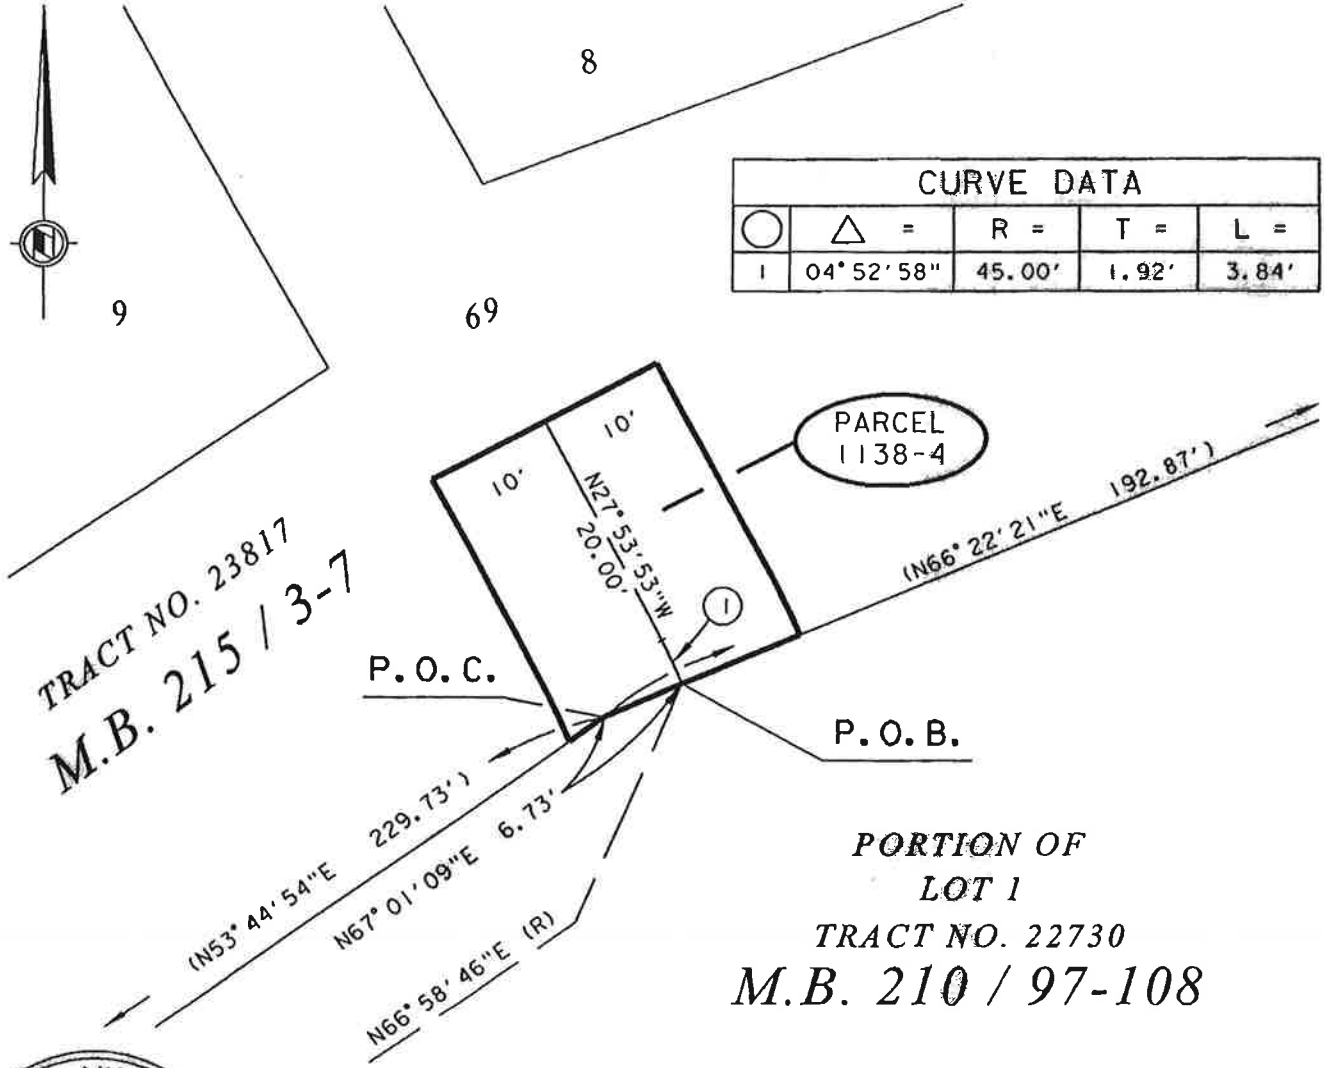 8
CURVE DATA
△ = R = T = L =
1 04°52'58" 45.00' 1.92' 3.84'
9
69
10'
10'
PARCEL
1138-4
N27°53'53"W
20.00'
1
(N66°22'21"E 192.87')
TRACT NO. 23817
M.B. 215 / 3-7
P.O.C.
P.O.B.
(N53°44'54"E 229.73')
N67°01'09"E 6.73'
N66°58'46"E (R)
PORTION OF
LOT 1
TRACT NO. 22730
M.B. 210 / 97-108